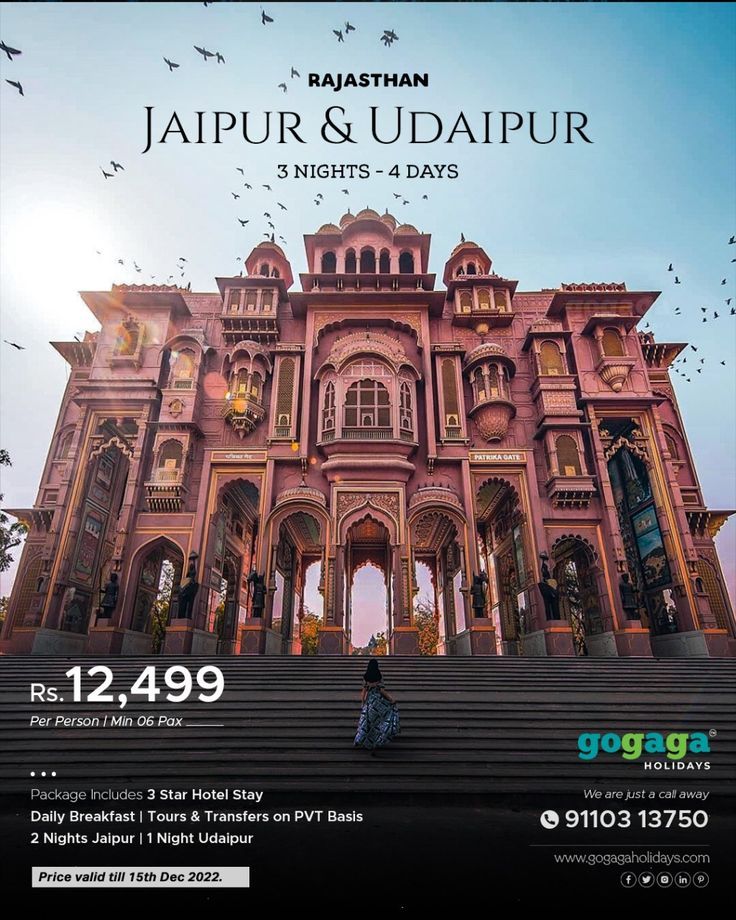 RAJASTHAN
JAIPUR & UDAIPUR
3 NIGHTS - 4 DAYS
पत्रिका गेट
PATRIKA GATE
Rs.12,499
Per Person | Min 06 Pax
gogaga
HOLIDAYS
Package Includes 3 Star Hotel Stay
Daily Breakfast | Tours & Transfers on PVT Basis
2 Nights Jaipur | 1 Night Udaipur
Price valid till 15th Dec 2022.
We are just a call away
91103 13750
www.gogagaholidays.com